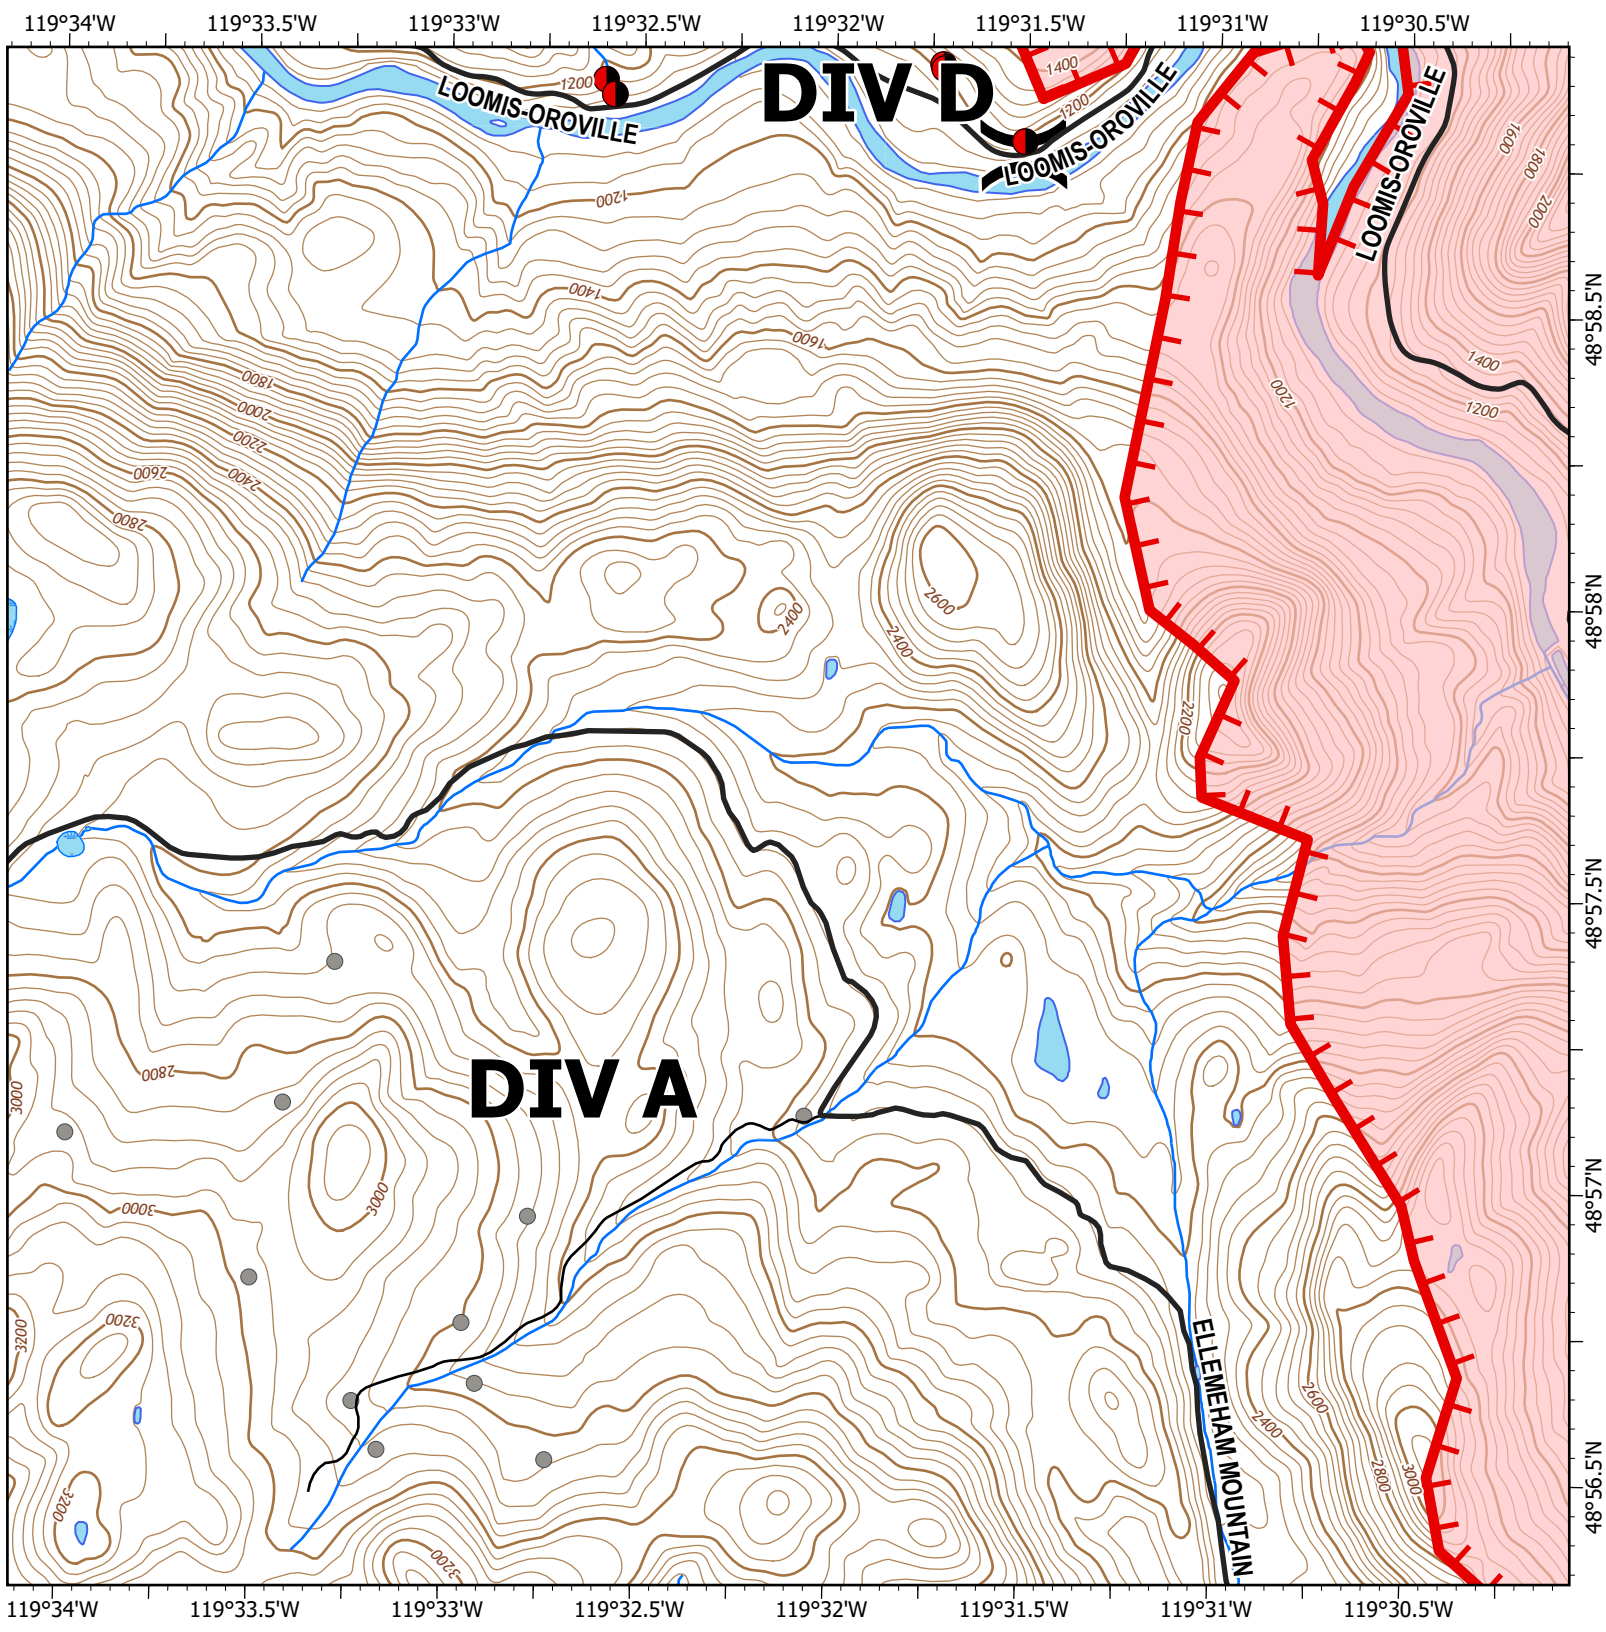 119°34'W 119°33.5'W 119°33'W 119°32.5'W 119°32'W 119°31.5'W 119°31'W 119°30.5'W
1200
LOOMIS-OROVILLE
DIV D
1400
1200
LOOMIS-OROVILLE
LOOMIS-OROVILLE
1600
1800
2000
1200
1400
1600
48°58.5'N
1400
1200
1200
1800
2000
2200
2400
2600
2800
2400
2600
2400
48°58'N
2200
48°57.5'N
DIV A
2800
3000
3000
3000
48°57'N
3200
3200
ELLEMEHAM MOUNTAIN
2600
2400
2800
3000
48°56.5'N
3200
3200
119°34'W 119°33.5'W 119°33'W 119°32.5'W 119°32'W 119°31.5'W 119°31'W 119°30.5'W